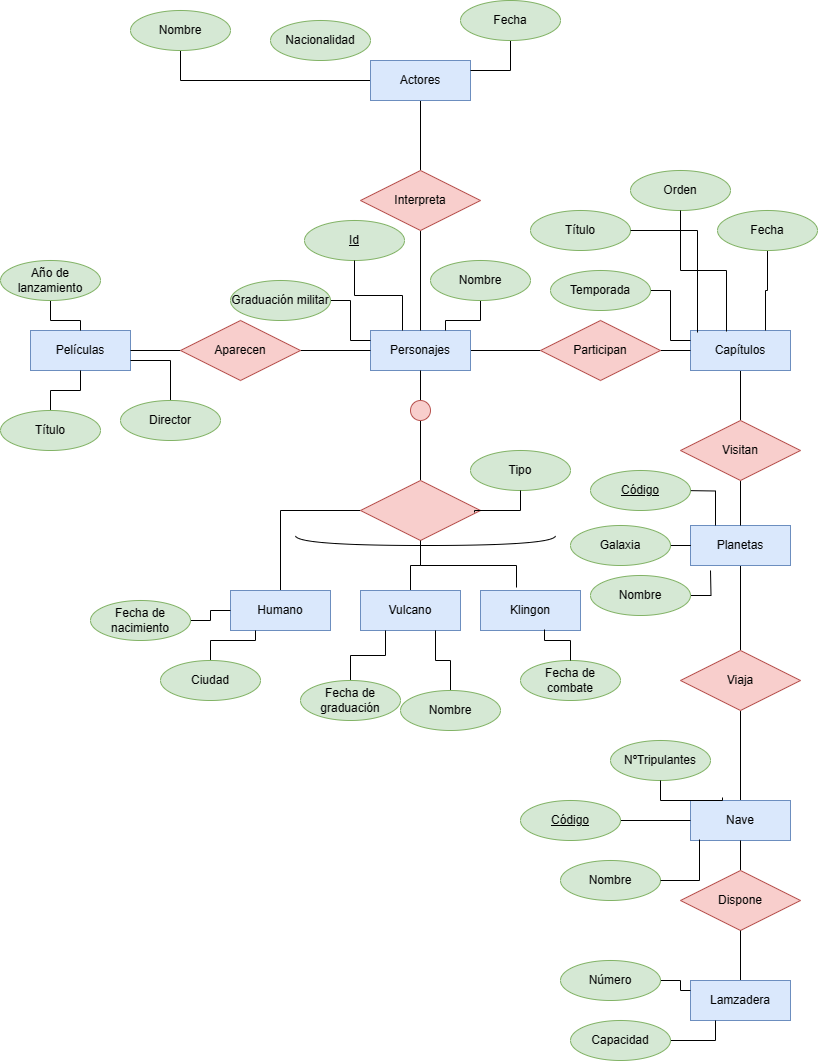 Nombre
Nacionalidad
Fecha
Actores
Interpreta
Orden
Título
Fecha
Id
Graduación militar
Nombre
Temporada
Año de
lanzamiento
Películas
Aparecen
Personajes
Participan
Capítulos
Título
Director
Visitan
Tipo
Código
Galaxia
Planetas
Nombre
Humano
Vulcano
Klingon
Fecha de
nacimiento
Ciudad
Fecha de
graduación
Nombre
Fecha de
combate
Viaja
NºTripulantes
Código
Nave
Nombre
Dispone
Número
Lamzadera
Capacidad